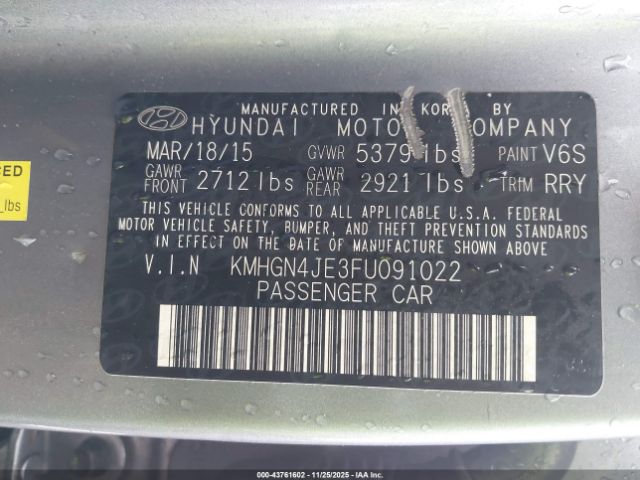 MANUFACTURED IN KOREA BY
HYUNDAI MOTOR COMPANY
MAR/18/15 GVWR 5379 lbs PAINT V6S
GAWR FRONT 2712 lbs GAWR REAR 2921 lbs TRIM RRY
THIS VEHICLE CONFORMS TO ALL APPLICABLE U.S.A. FEDERAL
MOTOR VEHICLE SAFETY, BUMPER, AND THEFT PREVENTION STANDARDS
IN EFFECT ON THE DATE OF MANUFACTURE SHOWN ABOVE
V.I.N KMHGN4JE3FU091022
PASSENGER CAR
lbs
000-43761602 - 11/25/2025 - COPYRIGHT © IAA